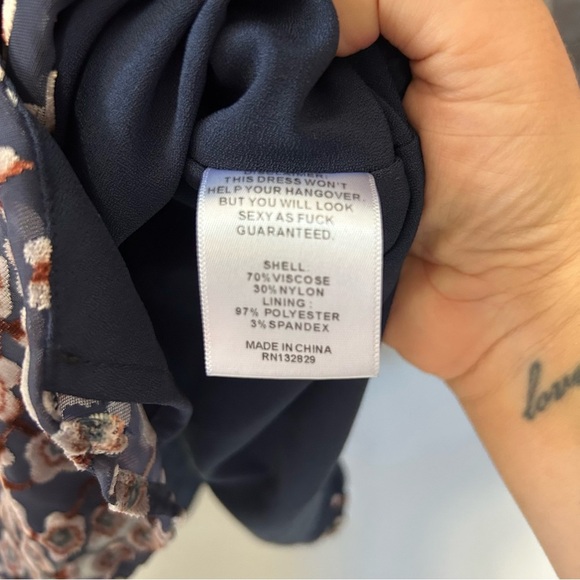 DISCLAIMER:
THIS DRESS WON'T
HELP YOUR HANGOVER.
BUT YOU WILL LOOK
SEXY AS FUCK
GUARANTEED.
SHELL:
70%VISCOSE
30%NYLON
LINING :
97% POLYESTER
3%SPANDEX
MADE IN CHINA
RN132829
love